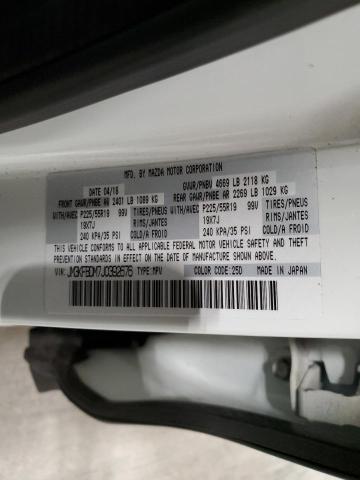 MFD. BY MAZDA MOTOR CORPORATION
DATE 04/18 GVWR/PNBV 4669 LB 2118 KG
FRONT GAWR/PNBE AV 2401 LB 1089 KG REAR GAWR/PNBE AR 2269 LB 1029 KG
WITH/AVEC P225/55R19 99V TIRES/PNEUS WITH/AVEC P225/55R19 99V TIRES/PNEUS
19X7J RIMS/JANTES 19X7J RIMS/JANTES
240 KPA/35 PSI COLD/A FROID 240 KPA/35 PSI COLD/A FROID
THIS VEHICLE CONFORMS TO ALL APPLICABLE FEDERAL MOTOR VEHICLE SAFETY AND
THEFT PREVENTION STANDARDS IN EFFECT ON THE DATE OF MANUFACTURE SHOWN ABOVE.
VIN: JM3KFBDM7J0392676 TYPE: MPV COLOR CODE: 25D MADE IN JAPAN